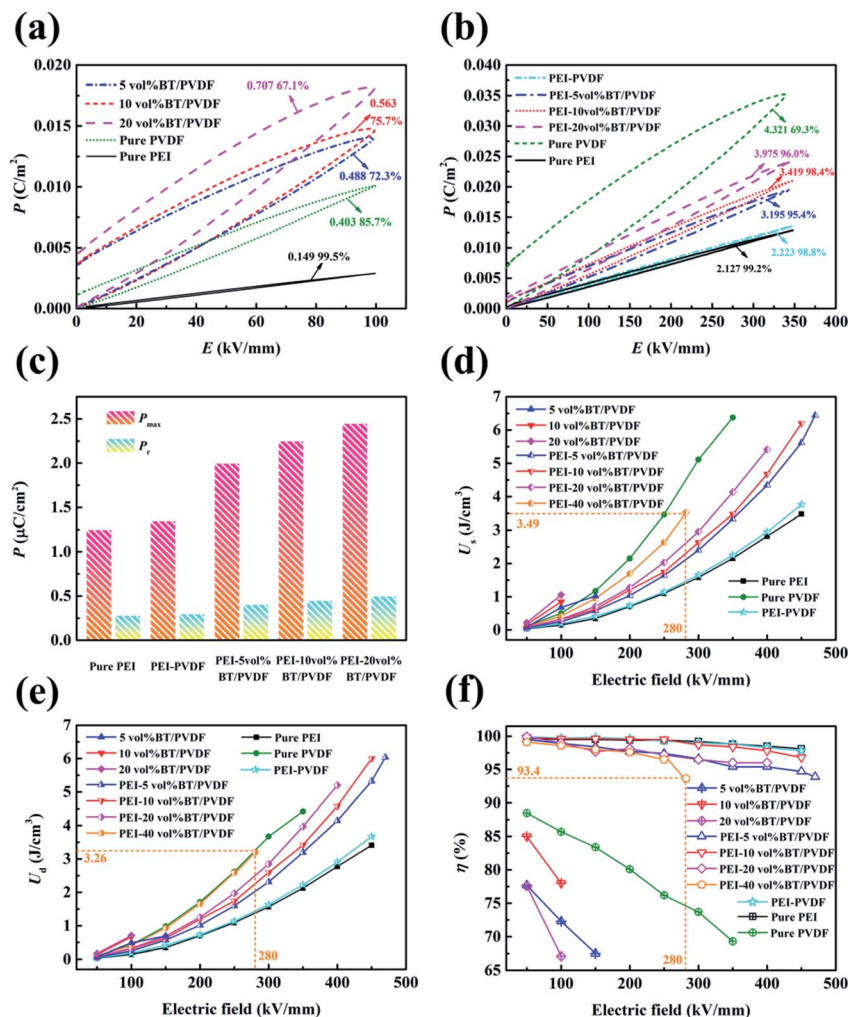 (a)
0.020
0.015
0.010
0.005
0.000
P (C/m²)
0 20 40 60 80 100
E (kV/mm)
5 vol%BT/PVDF
10 vol%BT/PVDF
20 vol%BT/PVDF
Pure PVDF
Pure PEI
0.707 67.1%
0.563
75.7%
0.488 72.3%
0.403 85.7%
0.149 99.5%
(b)
0.040
0.035
0.030
0.025
0.020
0.015
0.010
0.005
0.000
P (C/m²)
0 50 100 150 200 250 300 350 400
E (kV/mm)
PEI-PVDF
PEI-5vol%BT/PVDF
PEI-10vol%BT/PVDF
PEI-20vol%BT/PVDF
Pure PVDF
Pure PEI
4.321 69.3%
3.975 96.0%
3.419 98.4%
3.195 95.4%
2.223 98.8%
2.127 99.2%
(c)
2.5
2.0
1.5
1.0
0.5
0.0
P (μC/cm²)
Pmax
Pr
Pure PEI PEI-PVDF PEI-5vol% PEI-10vol% PEI-20vol%
BT/PVDF BT/PVDF BT/PVDF
(d)
7
6
5
4
3
2
1
0
Us (J/cm³)
5 vol%BT/PVDF
10 vol%BT/PVDF
20 vol%BT/PVDF
PEI-5 vol%BT/PVDF
PEI-10 vol%BT/PVDF
PEI-20 vol%BT/PVDF
PEI-40 vol%BT/PVDF
3.49
280
Pure PEI
Pure PVDF
PEI-PVDF
0 100 200 300 400 500
Electric field (kV/mm)
(e)
7
6
5
4
3
2
1
0
Ud (J/cm³)
5 vol%BT/PVDF
10 vol%BT/PVDF
20 vol%BT/PVDF
PEI-5 vol%BT/PVDF
PEI-10 vol%BT/PVDF
PEI-20 vol%BT/PVDF
PEI-40 vol%BT/PVDF
Pure PEI
Pure PVDF
PEI-PVDF
3.26
280
0 100 200 300 400 500
Electric field (kV/mm)
(f)
100
95
90
85
80
75
70
65
η (%)
93.4
280
5 vol%BT/PVDF
10 vol%BT/PVDF
20 vol%BT/PVDF
PEI-5 vol%BT/PVDF
PEI-10 vol%BT/PVDF
PEI-20 vol%BT/PVDF
PEI-40 vol%BT/PVDF
PEI-PVDF
Pure PEI
Pure PVDF
0 100 200 300 400 500
Electric field (kV/mm)